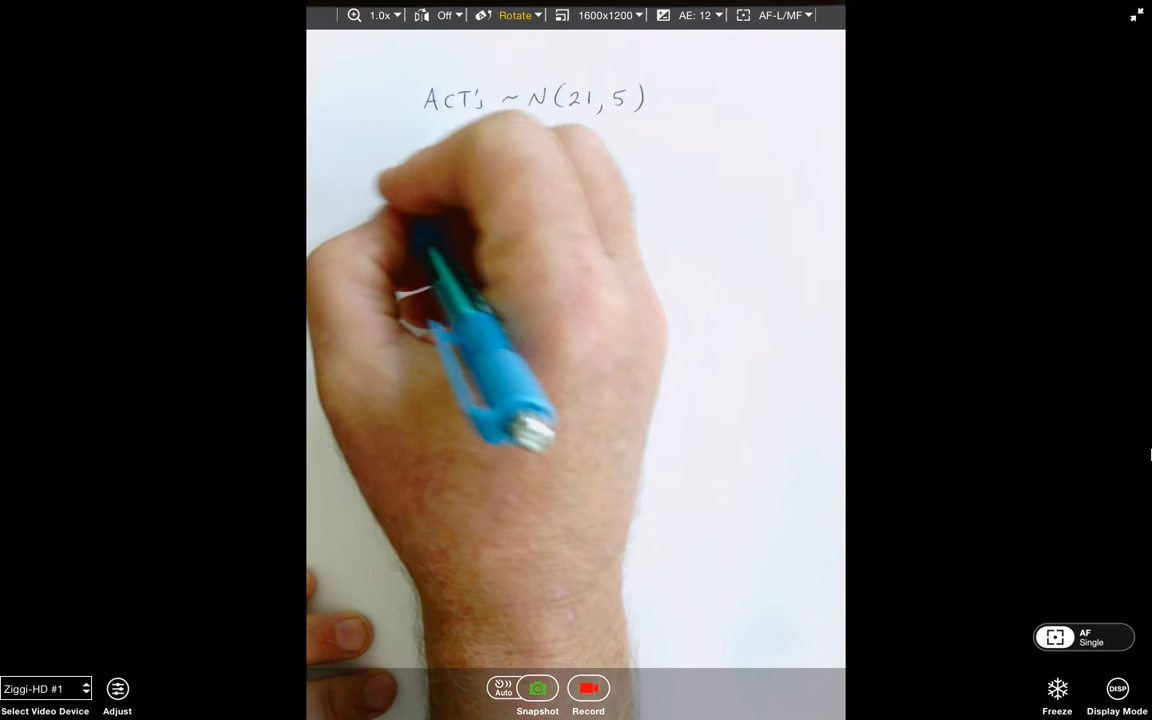 1.0x Off Rotate 1600x1200 AE: 12 AF-L/MF
ACT's ~ N(21, 5)
AF
Single
Ziggi-HD #1
Auto
Select Video Device Adjust Snapshot Record Freeze Display Mode
DISP